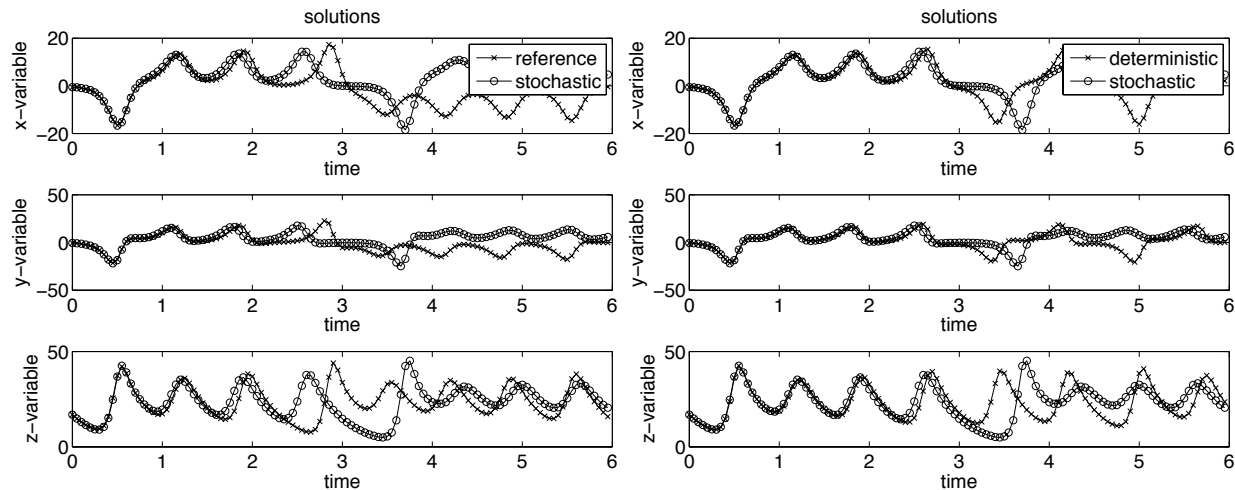 solutions
x−variable
20
0
−20
reference
stochastic
0 1 2 3 4 5 6
time
y−variable
50
0
−50
0 1 2 3 4 5 6
time
z−variable
50
0
0 1 2 3 4 5 6
time
solutions
x−variable
20
0
−20
deterministic
stochastic
0 1 2 3 4 5 6
time
y−variable
50
0
−50
0 1 2 3 4 5 6
time
z−variable
50
0
0 1 2 3 4 5 6
time